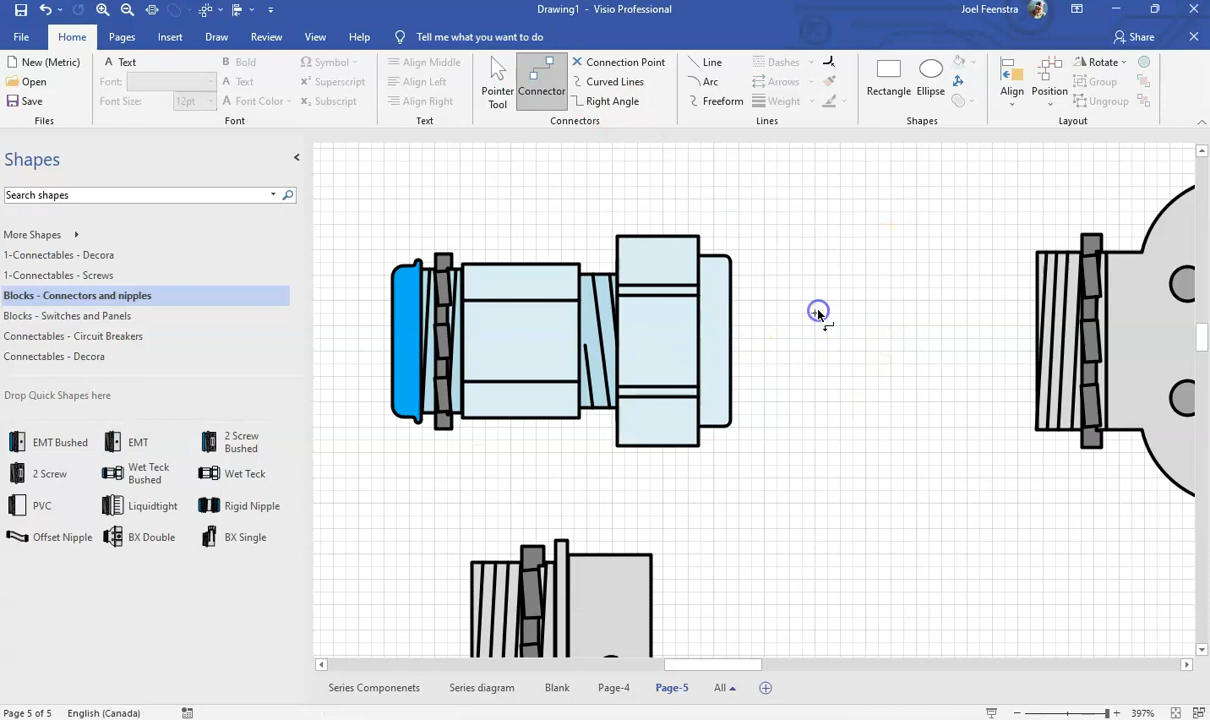 Drawing1 - Visio Professional
Joel Feenstra
File Home Pages Insert Draw Review View Help Tell me what you want to do Share
New (Metric)
Open
Save
Files
Text
Font:
Font Size: 12pt
Bold
Italic
Underline
Font Color
Symbol
Superscript
Subscript
Font
Align Middle
Align Left
Align Right
Text
Pointer Tool
Connector
Connection Point
Curved Lines
Right Angle
Connectors
Line
Arc
Freeform
Dashes
Arrows
Weight
Lines
Rectangle
Ellipse
Shapes
Align
Position
Rotate
Group
Ungroup
Layout
Shapes
Search shapes
More Shapes
1-Connectables - Decora
1-Connectables - Screws
Blocks - Connectors and nipples
Blocks - Switches and Panels
Connectables - Circuit Breakers
Connectables - Decora
Drop Quick Shapes here
EMT Bushed
EMT
2 Screw
Bushed
2 Screw
Wet Teck
Bushed
Wet Teck
PVC
Liquidtight
Rigid Nipple
Offset Nipple
BX Double
BX Single
Series Componenets Series diagram Blank Page-4 Page-5 All
Page 5 of 5 English (Canada) 397%